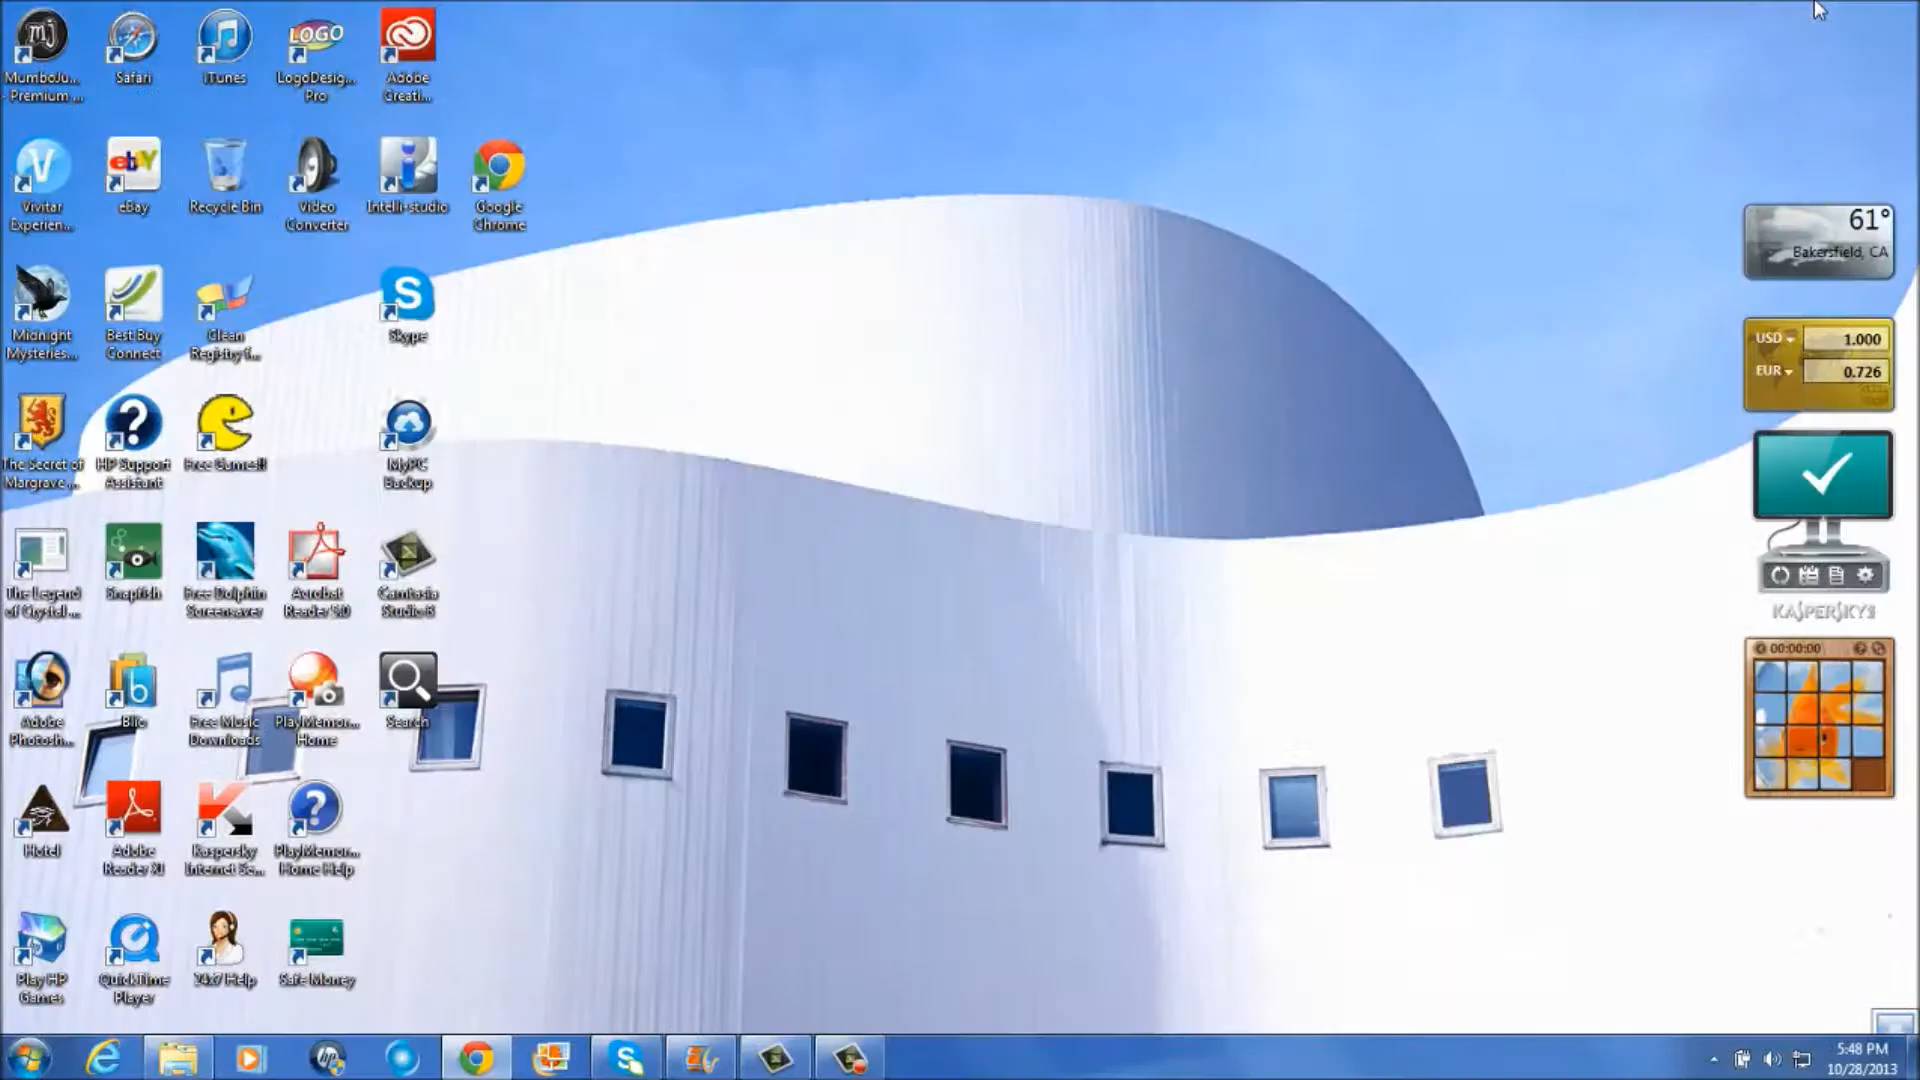 MumboJu...
- Premium ...
Safari
iTunes
LOGO
LogoDesig...
Pro
Adobe
Creati...
Vivitar
Experien...
ebY
eBay
Recycle Bin
Video
Converter
Intelli-studio
Google
Chrome
Midnight
Mysteries...
Best Buy
Connect
Clean
Registry f...
Skype
The Secret of
Margrave ...
HP Support
Assistant
Free Games!!
MyPC
Backup
The Legend
of Crystal ...
Snapfish
Free Dolphin
Screensaver
Acrobat
Reader 5.0
Camtasia
Studio 8
Adobe
Photosh...
Blio
Free Music
Downloads
PlayMemor...
Home
Search
Hotel
Adobe
Reader XI
Kaspersky
Internet Se...
PlayMemor...
Home Help
Play HP
Games
QuickTime
Player
24x7 Help
Safe Money
61°
Bakersfield, CA
USD 1.000
EUR 0.726
KASPERSKY
00:00:00
5:48 PM
10/28/2013